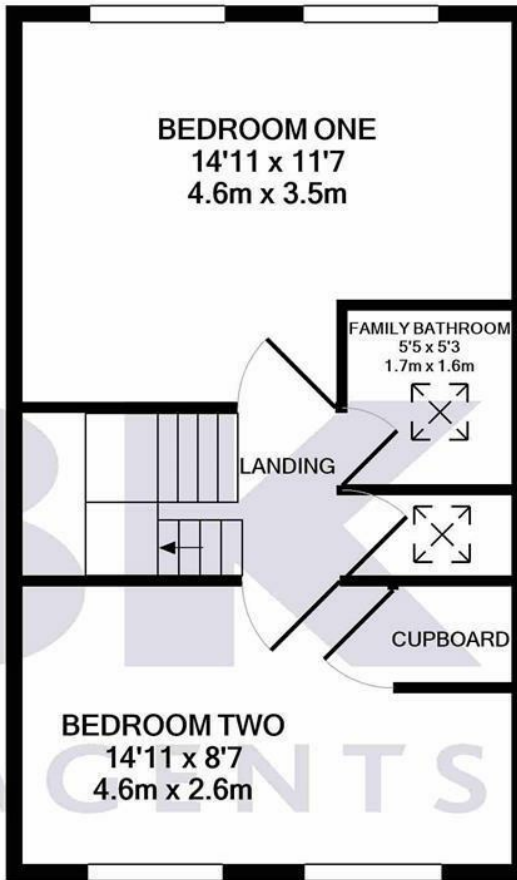 BEDROOM ONE
14'11 x 11'7
4.6m x 3.5m
FAMILY BATHROOM
5'5 x 5'3
1.7m x 1.6m
LANDING
BK
CUPBOARD
BEDROOM TWO
14'11 x 8'7
4.6m x 2.6m
AGENTS